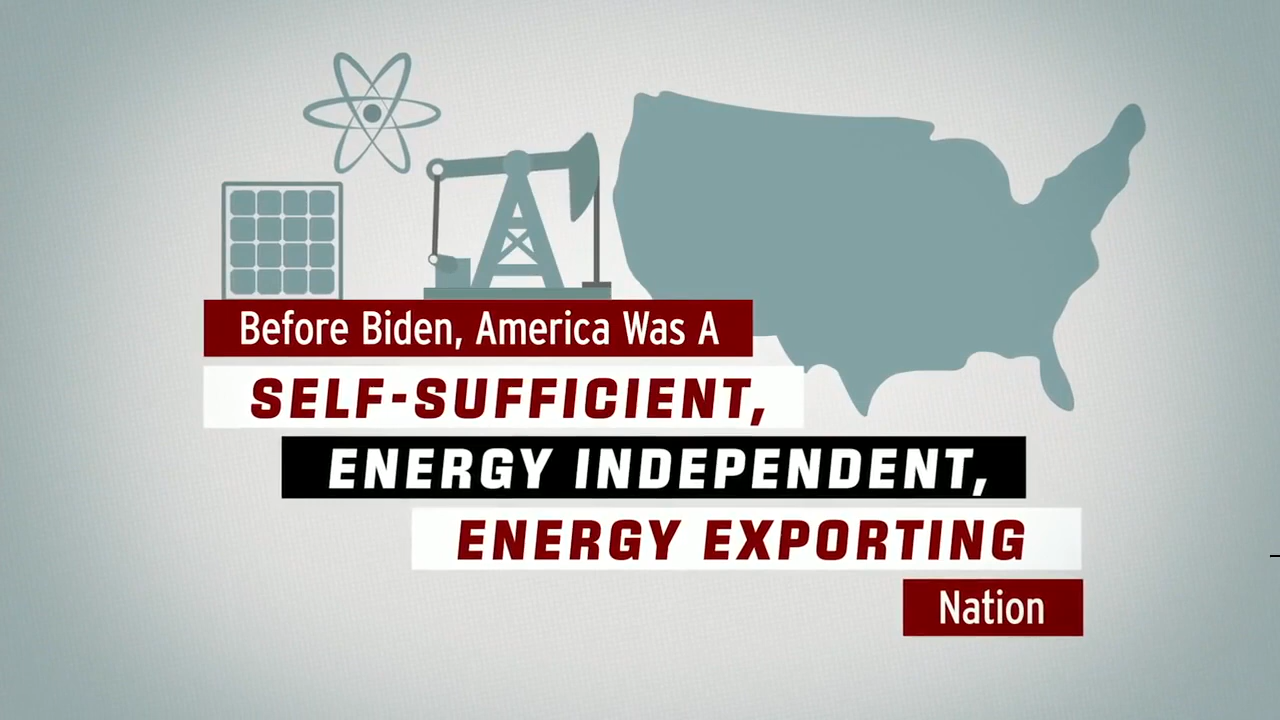 Before Biden, America Was A
SELF-SUFFICIENT,
ENERGY INDEPENDENT,
ENERGY EXPORTING
Nation